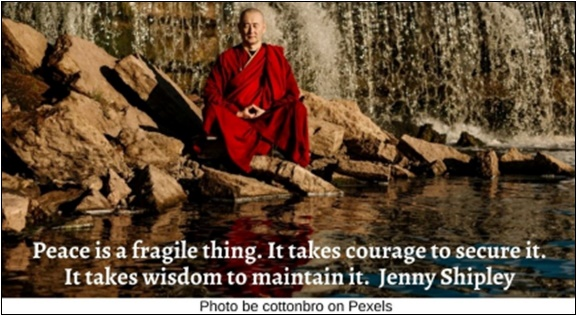 Peace is a fragile thing. It takes courage to secure it.
It takes wisdom to maintain it.  Jenny Shipley
Photo be cottonbro on Pexels